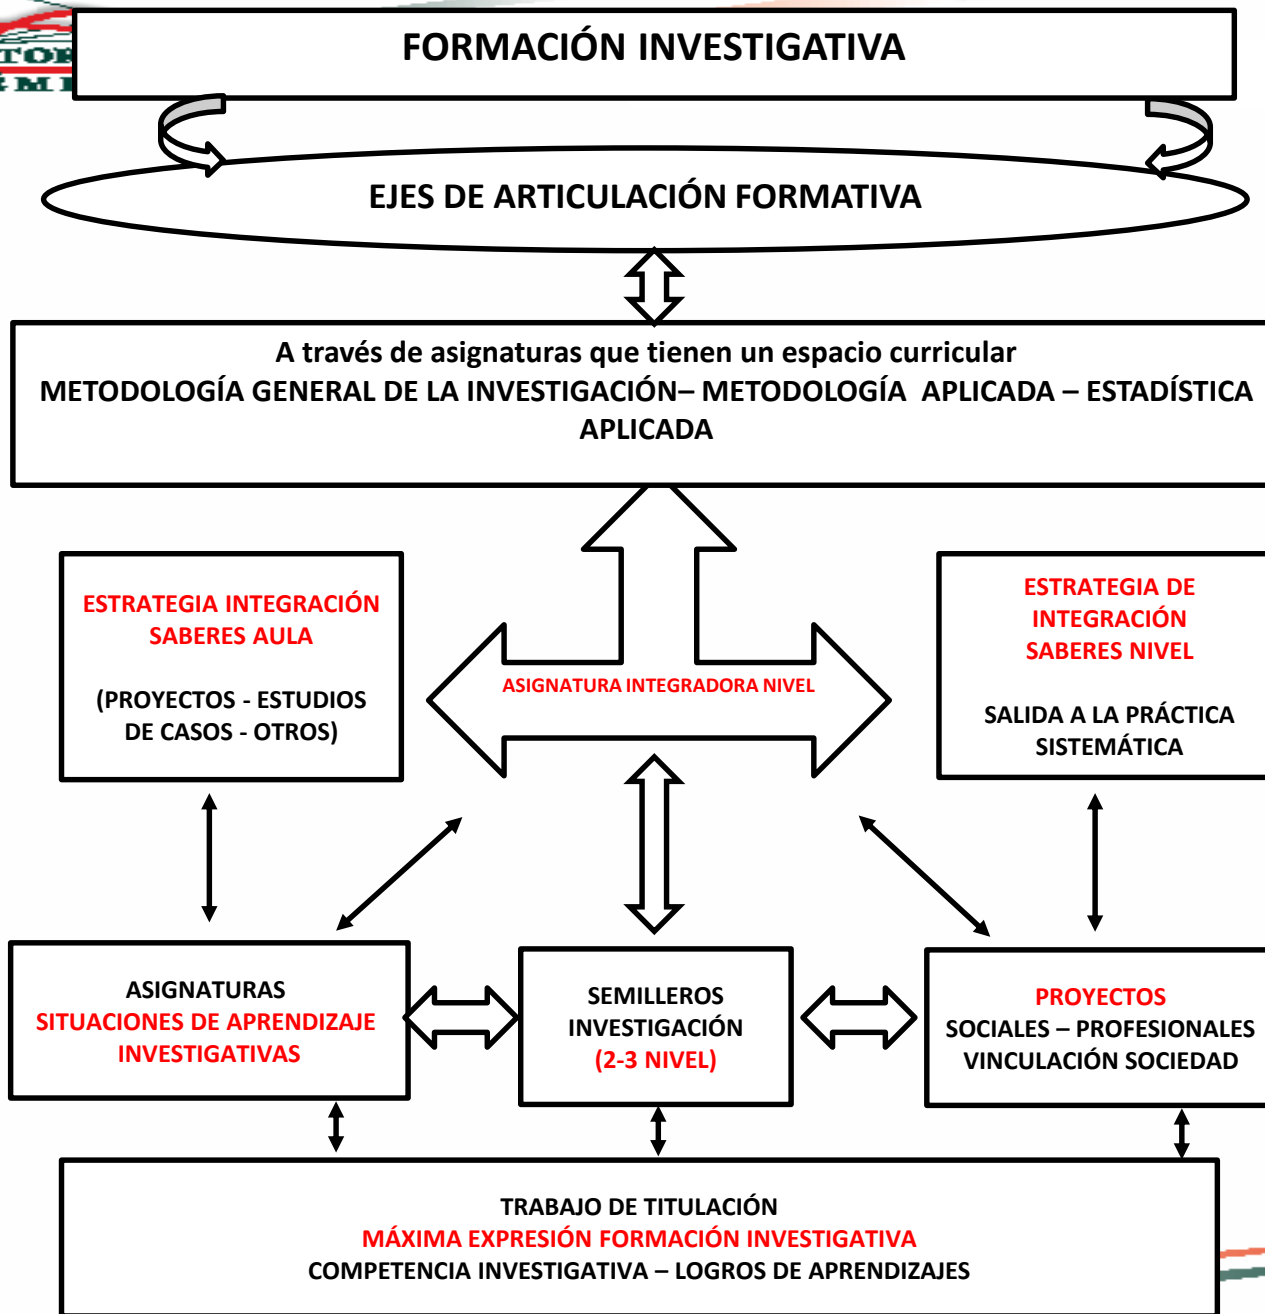 FORMACIÓN INVESTIGATIVA
EJES DE ARTICULACIÓN FORMATIVA
A través de asignaturas que tienen un espacio curricular
METODOLOGÍA GENERAL DE LA INVESTIGACIÓN– METODOLOGÍA APLICADA – ESTADÍSTICA
APLICADA
ESTRATEGIA INTEGRACIÓN
SABERES AULA
(PROYECTOS - ESTUDIOS
DE CASOS - OTROS)
ASIGNATURA INTEGRADORA NIVEL
ESTRATEGIA DE
INTEGRACIÓN
SABERES NIVEL
SALIDA A LA PRÁCTICA
SISTEMÁTICA
ASIGNATURAS
SITUACIONES DE APRENDIZAJE
INVESTIGATIVAS
SEMILLEROS
INVESTIGACIÓN
(2-3 NIVEL)
PROYECTOS
SOCIALES – PROFESIONALES
VINCULACIÓN SOCIEDAD
TRABAJO DE TITULACIÓN
MÁXIMA EXPRESIÓN FORMACIÓN INVESTIGATIVA
COMPETENCIA INVESTIGATIVA – LOGROS DE APRENDIZAJES